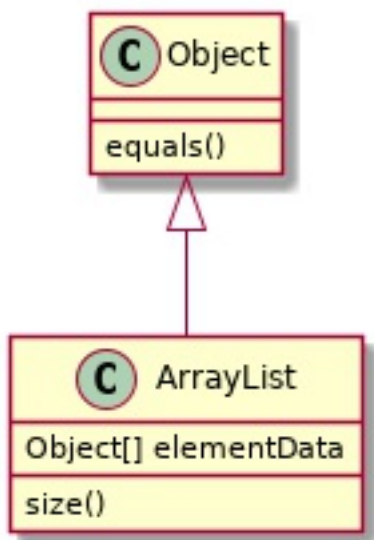 C Object
equals()
C ArrayList
Object[] elementData
size()